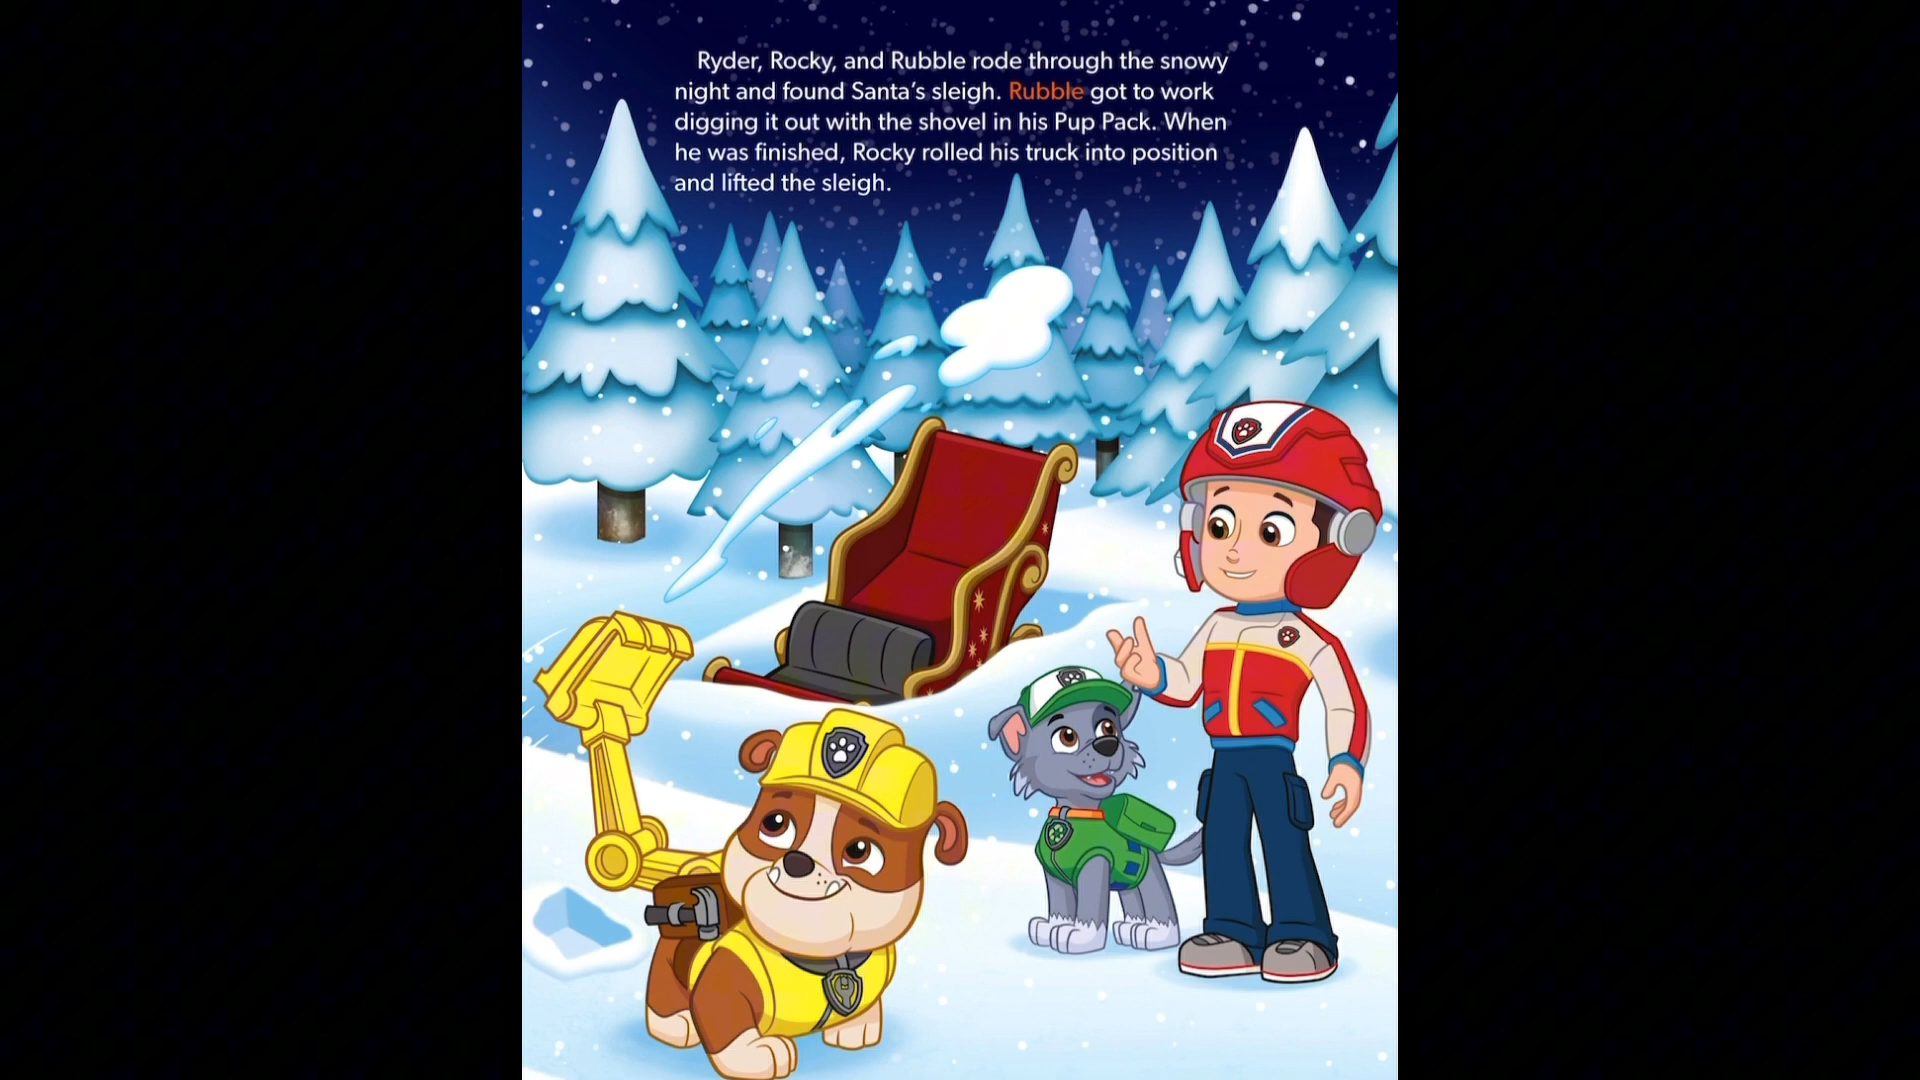 Ryder, Rocky, and Rubble rode through the snowy
night and found Santa’s sleigh. Rubble got to work
digging it out with the shovel in his Pup Pack. When
he was finished, Rocky rolled his truck into position
and lifted the sleigh.